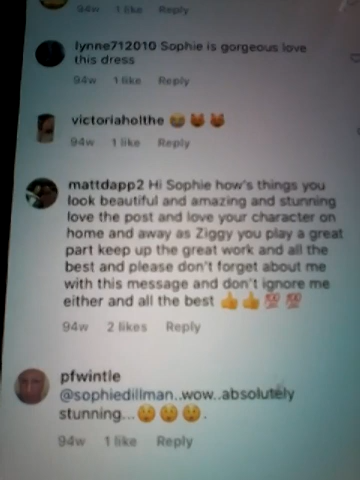 94w 1 like Reply
lynne712010 Sophie is gorgeous love
this dress
94w 1 like Reply
victoriaholthe 😂😻😻
94w 1 like Reply
mattdapp2 Hi Sophie how's things you
look beautiful and amazing and stunning
love the post and love your character on
home and away as Ziggy you play a great
part keep up the great work and all the
best and please don't forget about me
with this message and don't ignore me
either and all the best 👍👍💯💯
94w 2 likes Reply
pfwintle
@sophiedillman..wow..absolutely
stunning...😲😲😲.
94w 1 like Reply